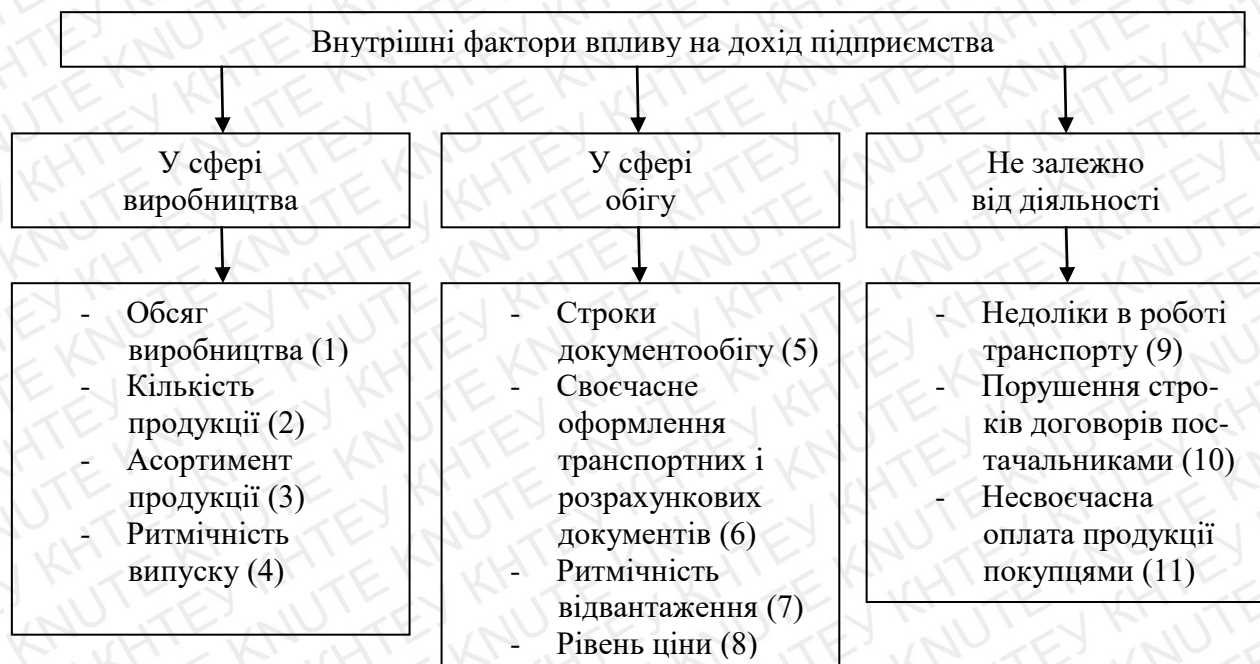 Внутрішні фактори впливу на дохід підприємства
У сфері
виробництва
У сфері
обігу
Не залежно
від діяльності
- Обсяг
виробництва (1)
- Кількість
продукції (2)
- Асортимент
продукції (3)
- Ритмічність
випуску (4)
- Строки
документообігу (5)
- Своєчасне
оформлення
транспортних і
розрахункових
документів (6)
- Ритмічність
відвантаження (7)
- Рівень ціни (8)
- Недоліки в роботі
транспорту (9)
- Порушення стро-
ків договорів пос-
тачальниками (10)
- Несвоєчасна
оплата продукції
покупцями (11)